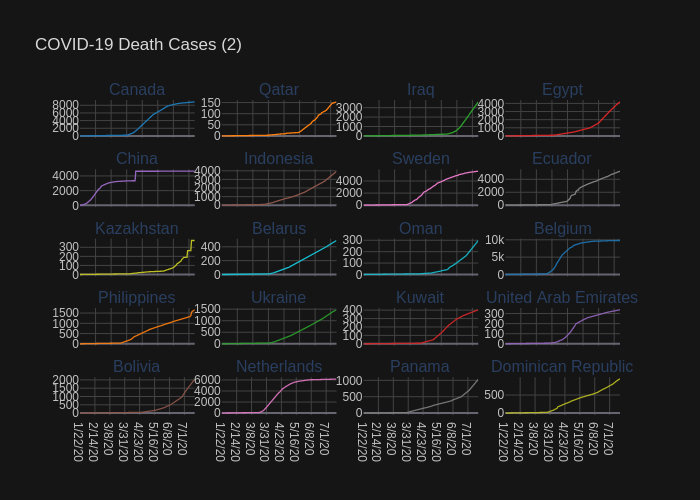 COVID-19 Death Cases (2)
Canada Qatar Iraq Egypt
8000 6000 4000 2000 0 150 100 50 0 3000 2000 1000 0 4000 3000 2000 1000 0
China Indonesia Sweden Ecuador
4000 2000 0 4000 3000 2000 1000 0 4000 2000 0 4000 2000 0
Kazakhstan Belarus Oman Belgium
300 200 100 0 400 200 0 300 200 100 0 10k 5k 0
Philippines Ukraine Kuwait United Arab Emirates
1500 1000 500 0 1500 1000 500 0 400 300 200 100 0 300 200 100 0
Bolivia Netherlands Panama Dominican Republic
2000 1500 1000 500 0 6000 4000 2000 0 1000 500 0 500 0
1/22/20 2/14/20 3/8/20 3/31/20 4/23/20 5/16/20 6/8/20 7/1/20 1/22/20 2/14/20 3/8/20 3/31/20 4/23/20 5/16/20 6/8/20 7/1/20 1/22/20 2/14/20 3/8/20 3/31/20 4/23/20 5/16/20 6/8/20 7/1/20 1/22/20 2/14/20 3/8/20 3/31/20 4/23/20 5/16/20 6/8/20 7/1/20